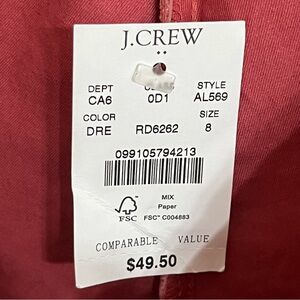 J.CREW
DEPT STYLE
CA6 0D1 AL569
COLOR SIZE
DRE RD6262 8
099105794213
MIX
Paper
FSC FSC™ C004883
COMPARABLE VALUE
$49.50